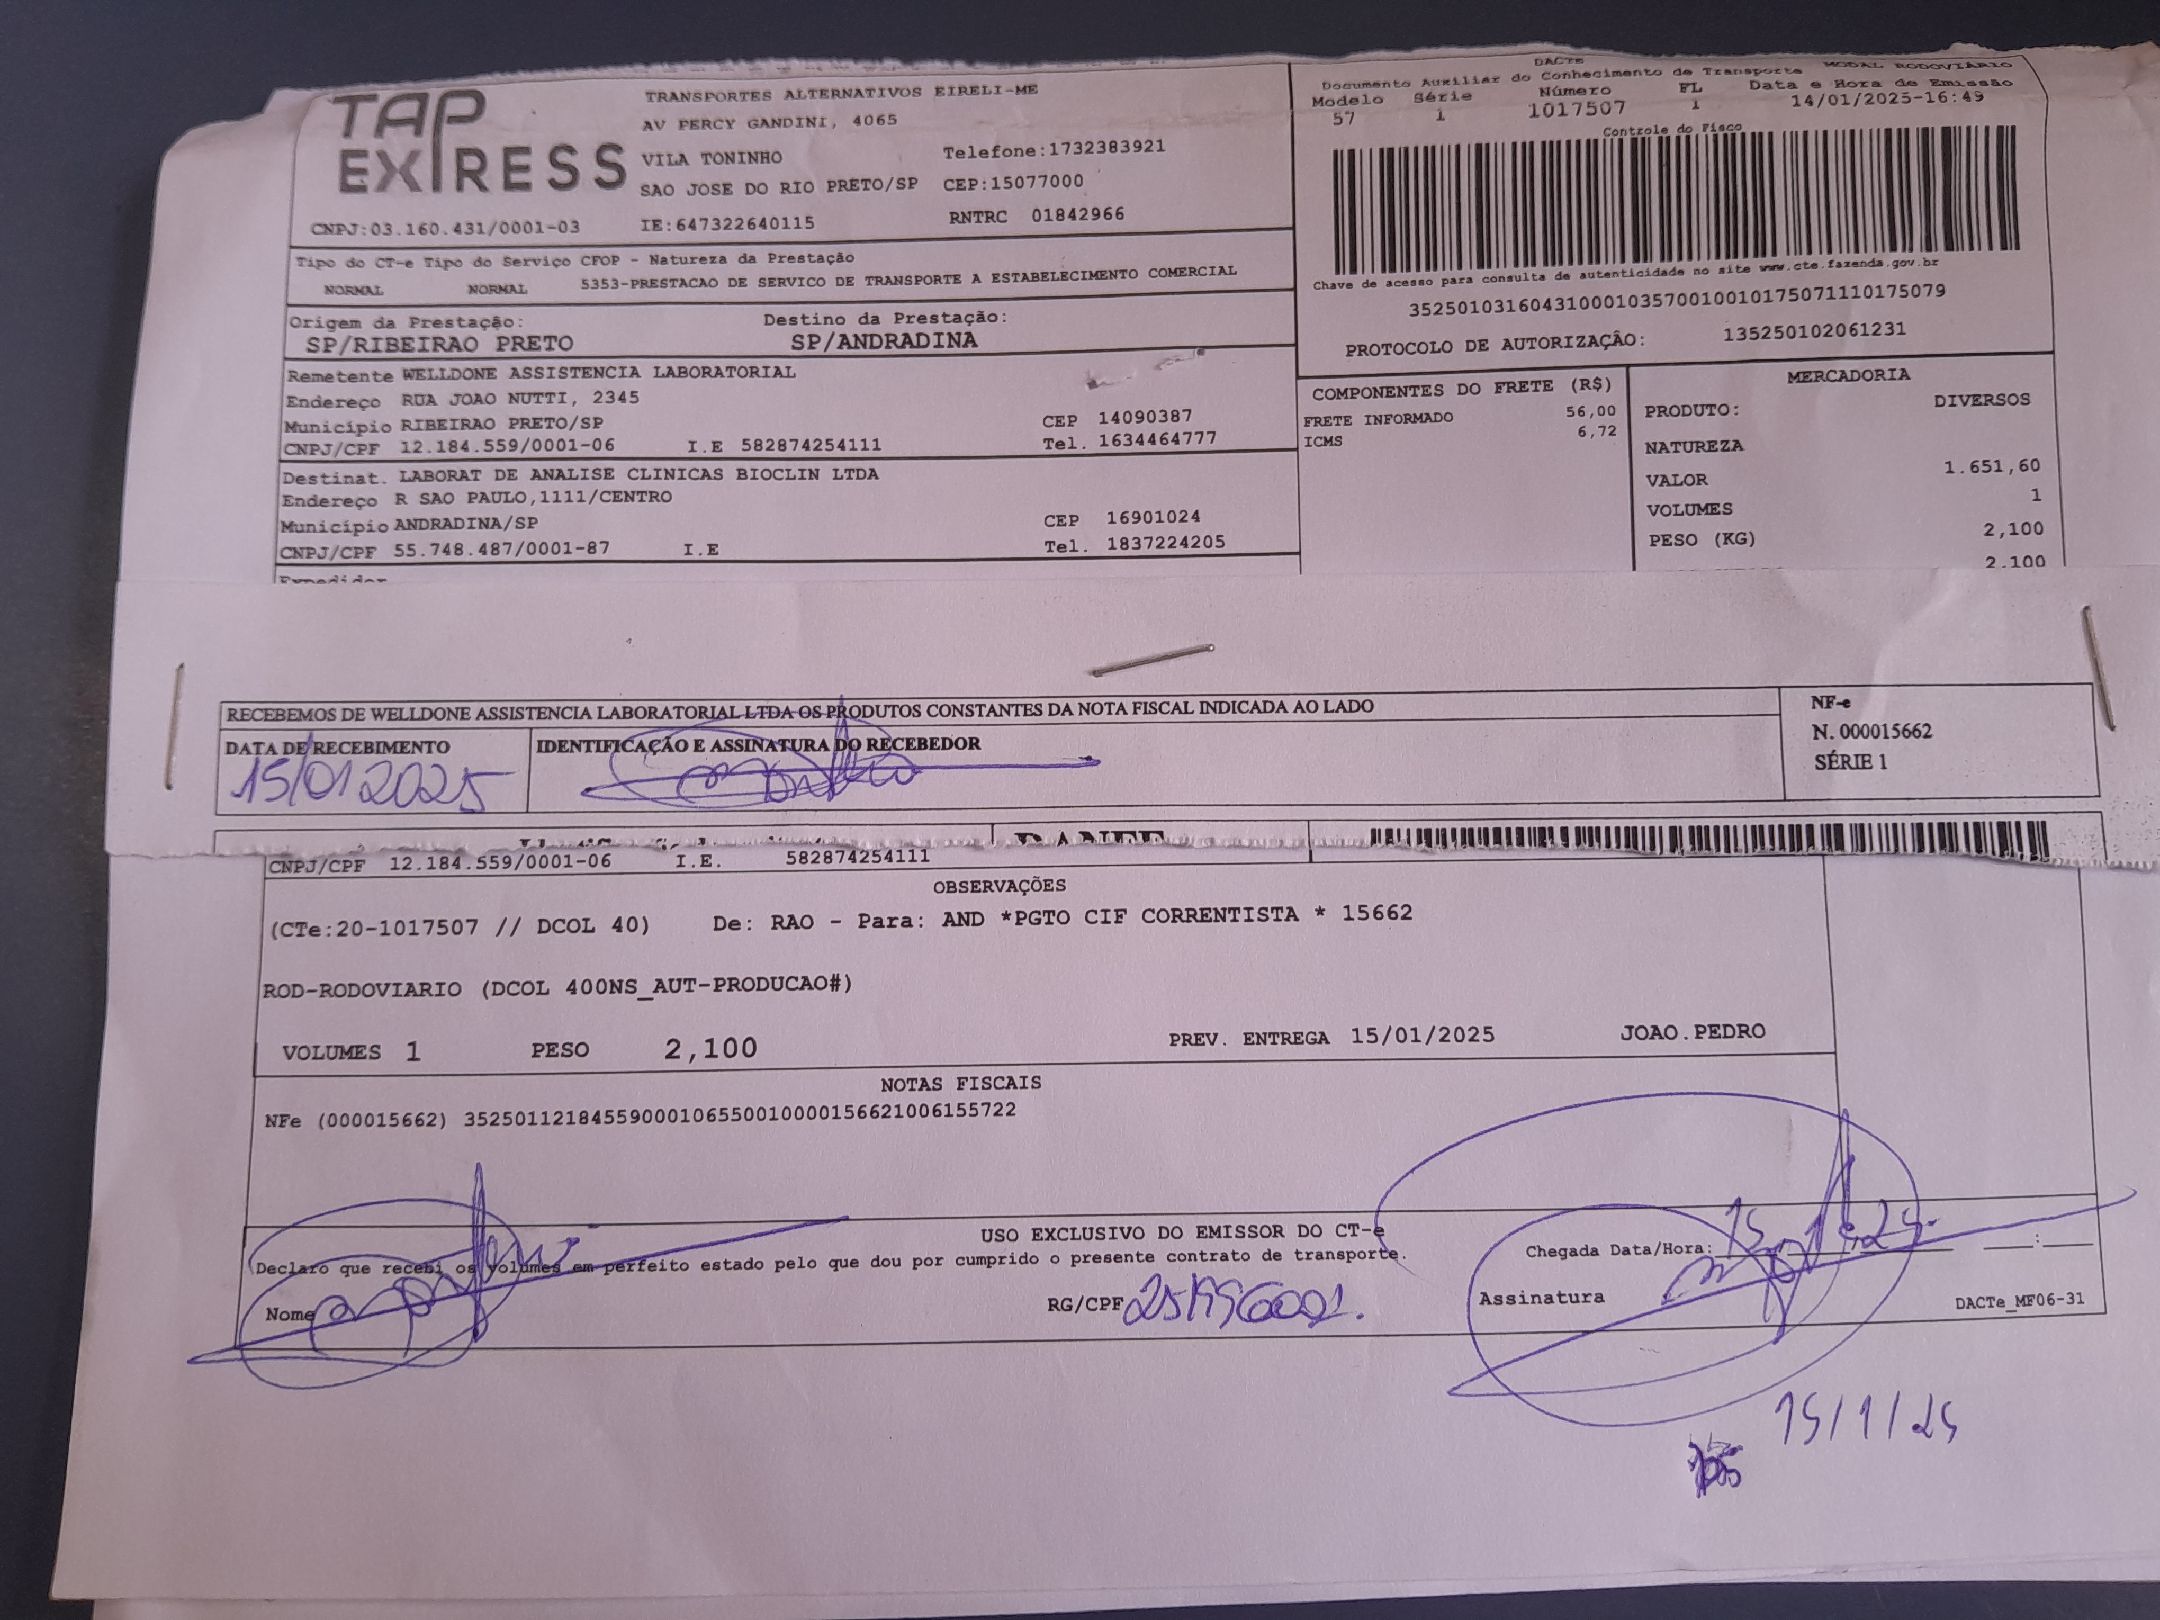 TAP EXPRESS
TRANSPORTES ALTERNATIVOS EIRELI-ME
AV PERCY GANDINI, 4065
VILA TONINHO Telefone:1732383921
SAO JOSE DO RIO PRETO/SP CEP:15077000
CNPJ:03.160.431/0001-03 IE:647322640115 RNTRC 01842966
DACTE
Documento Auxiliar do Conhecimento de Transporte MODAL RODOVIÁRIO
Modelo Série Número FL Data e Hora de Emissão
57 1 1017507 1 14/01/2025-16:49
Controle do Fisco
Chave de acesso para consulta de autenticidade no site www.cte.fazenda.gov.br
35250103160431000103570010010175071110175079
PROTOCOLO DE AUTORIZAÇÃO: 135250102061231
Tipo do CT-e Tipo do Serviço CFOP - Natureza da Prestação
NORMAL NORMAL 5353-PRESTACAO DE SERVICO DE TRANSPORTE A ESTABELECIMENTO COMERCIAL
Origem da Prestação: Destino da Prestação:
SP/RIBEIRAO PRETO SP/ANDRADINA
Remetente WELLDONE ASSISTENCIA LABORATORIAL
Endereço RUA JOAO NUTTI, 2345
Município RIBEIRAO PRETO/SP CEP 14090387
CNPJ/CPF 12.184.559/0001-06 I.E 582874254111 Tel. 1634464777
Destinat. LABORAT DE ANALISE CLINICAS BIOCLIN LTDA
Endereço R SAO PAULO,1111/CENTRO
Município ANDRADINA/SP CEP 16901024
CNPJ/CPF 55.748.487/0001-87 I.E Tel. 1837224205
Expedidor
COMPONENTES DO FRETE (R$)
FRETE INFORMADO 56,00
ICMS 6,72
MERCADORIA
PRODUTO: DIVERSOS
NATUREZA
VALOR 1.651,60
VOLUMES 1
PESO (KG) 2,100
2,100
RECEBEMOS DE WELLDONE ASSISTENCIA LABORATORIAL LTDA OS PRODUTOS CONSTANTES DA NOTA FISCAL INDICADA AO LADO
DATA DE RECEBIMENTO IDENTIFICAÇÃO E ASSINATURA DO RECEBEDOR
15/01 2025
NF-e
N. 000015662
SÉRIE 1
DANFE
CNPJ/CPF 12.184.559/0001-06 I.E. 582874254111
OBSERVAÇÕES
(CTe:20-1017507 // DCOL 40) De: RAO - Para: AND *PGTO CIF CORRENTISTA * 15662
ROD-RODOVIARIO (DCOL 400NS_AUT-PRODUCAO#)
VOLUMES 1 PESO 2,100 PREV. ENTREGA 15/01/2025 JOAO.PEDRO
NOTAS FISCAIS
NFe (000015662) 35250112184559000106550010000156621006155722
USO EXCLUSIVO DO EMISSOR DO CT-e
Declaro que recebi os volumes em perfeito estado pelo que dou por cumprido o presente contrato de transporte.
Chegada Data/Hora: :
Nome RG/CPF Assinatura
DACTe_MF06-31
15/1/25